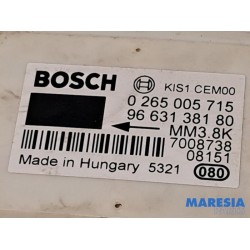 BOSCH KIS1 CEM00
0 265 005 715
96 631 381 80
MM3.8K
7008738
08151
Made in Hungary 5321 080
MARESIA